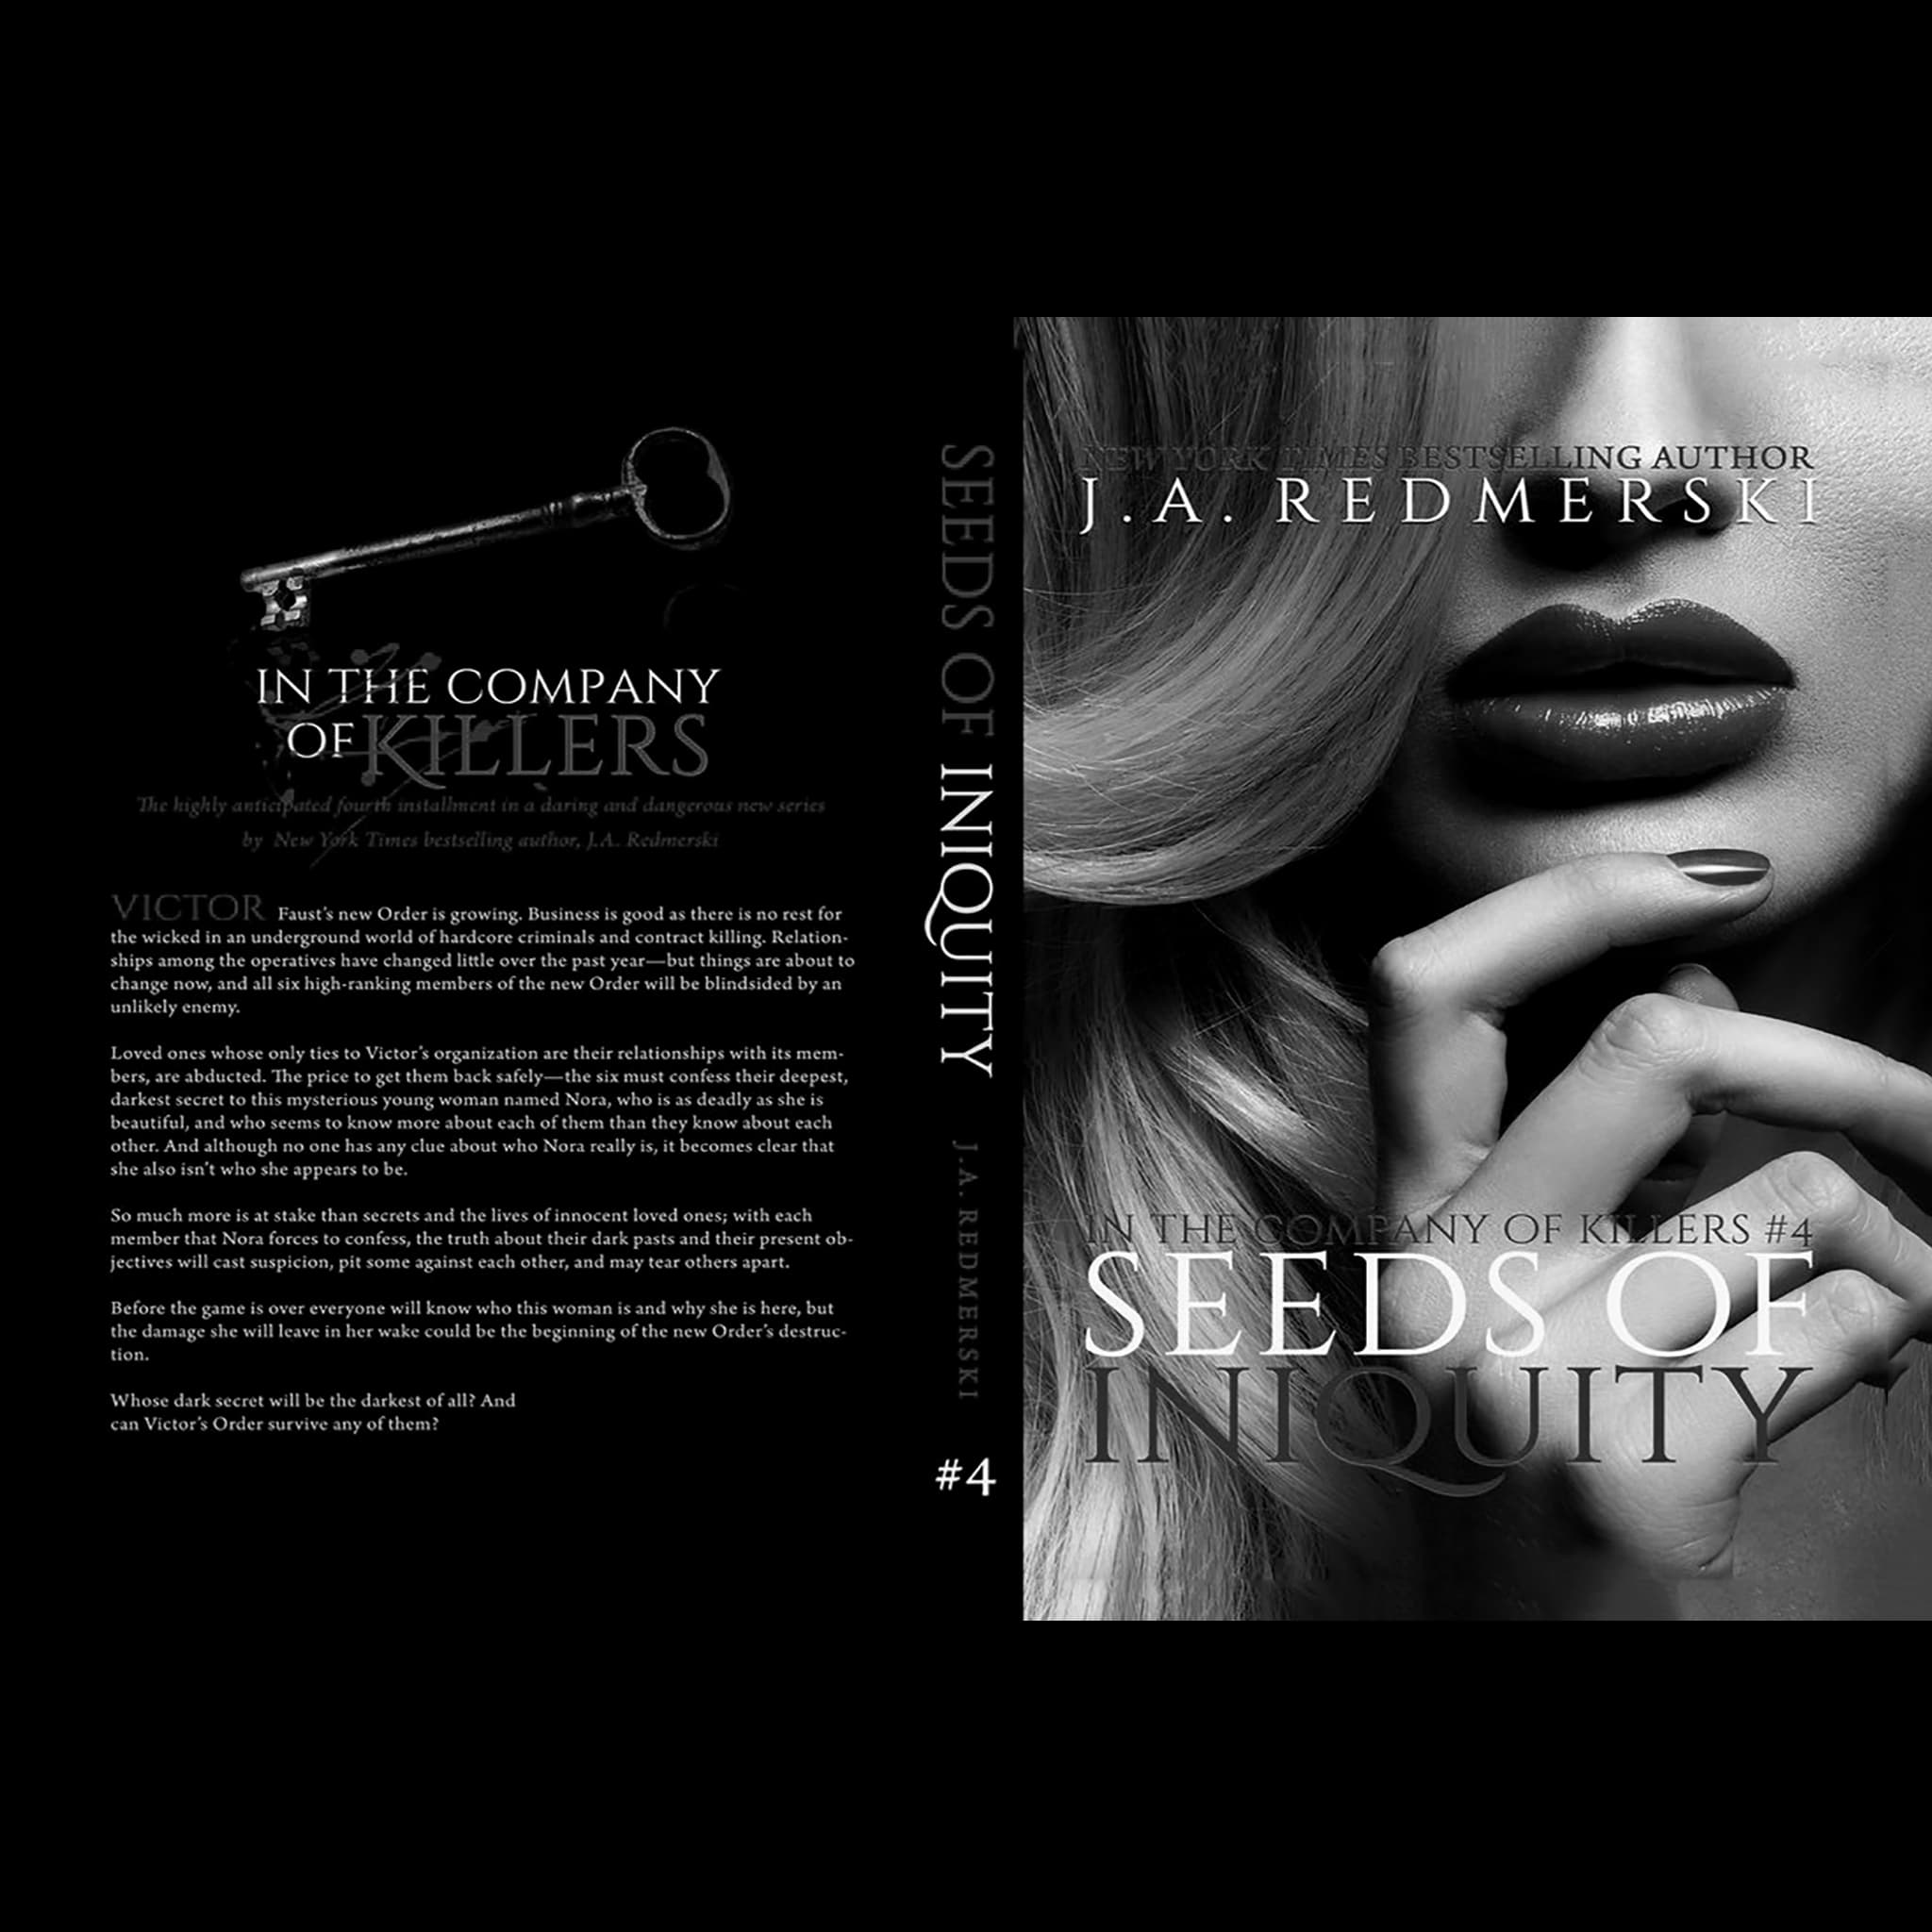 IN THE COMPANY
OF KILLERS
The highly anticipated fourth installment in a daring and dangerous new series
by New York Times bestselling author, J.A. Redmerski
VICTOR Faust's new Order is growing. Business is good as there is no rest for
the wicked in an underground world of hardcore criminals and contract killing. Relation-
ships among the operatives have changed little over the past year—but things are about to
change now, and all six high-ranking members of the new Order will be blindsided by an
unlikely enemy.
Loved ones whose only ties to Victor's organization are their relationships with its mem-
bers, are abducted. The price to get them back safely—the six must confess their deepest,
darkest secret to this mysterious young woman named Nora, who is as deadly as she is
beautiful, and who seems to know more about each of them than they know about each
other. And although no one has any clue about who Nora really is, it becomes clear that
she also isn't who she appears to be.
So much more is at stake than secrets and the lives of innocent loved ones; with each
member that Nora forces to confess, the truth about their dark pasts and their present ob-
jectives will cast suspicion, pit some against each other, and may tear others apart.
Before the game is over everyone will know who this woman is and why she is here, but
the damage she will leave in her wake could be the beginning of the new Order's destruc-
tion.
Whose dark secret will be the darkest of all? And
can Victor's Order survive any of them?
SEEDS OF INIQUITY
J.A. REDMERSKI
#4
NEW YORK TIMES BESTSELLING AUTHOR
J.A. REDMERSKI
IN THE COMPANY OF KILLERS #4
SEEDS OF
INIQUITY